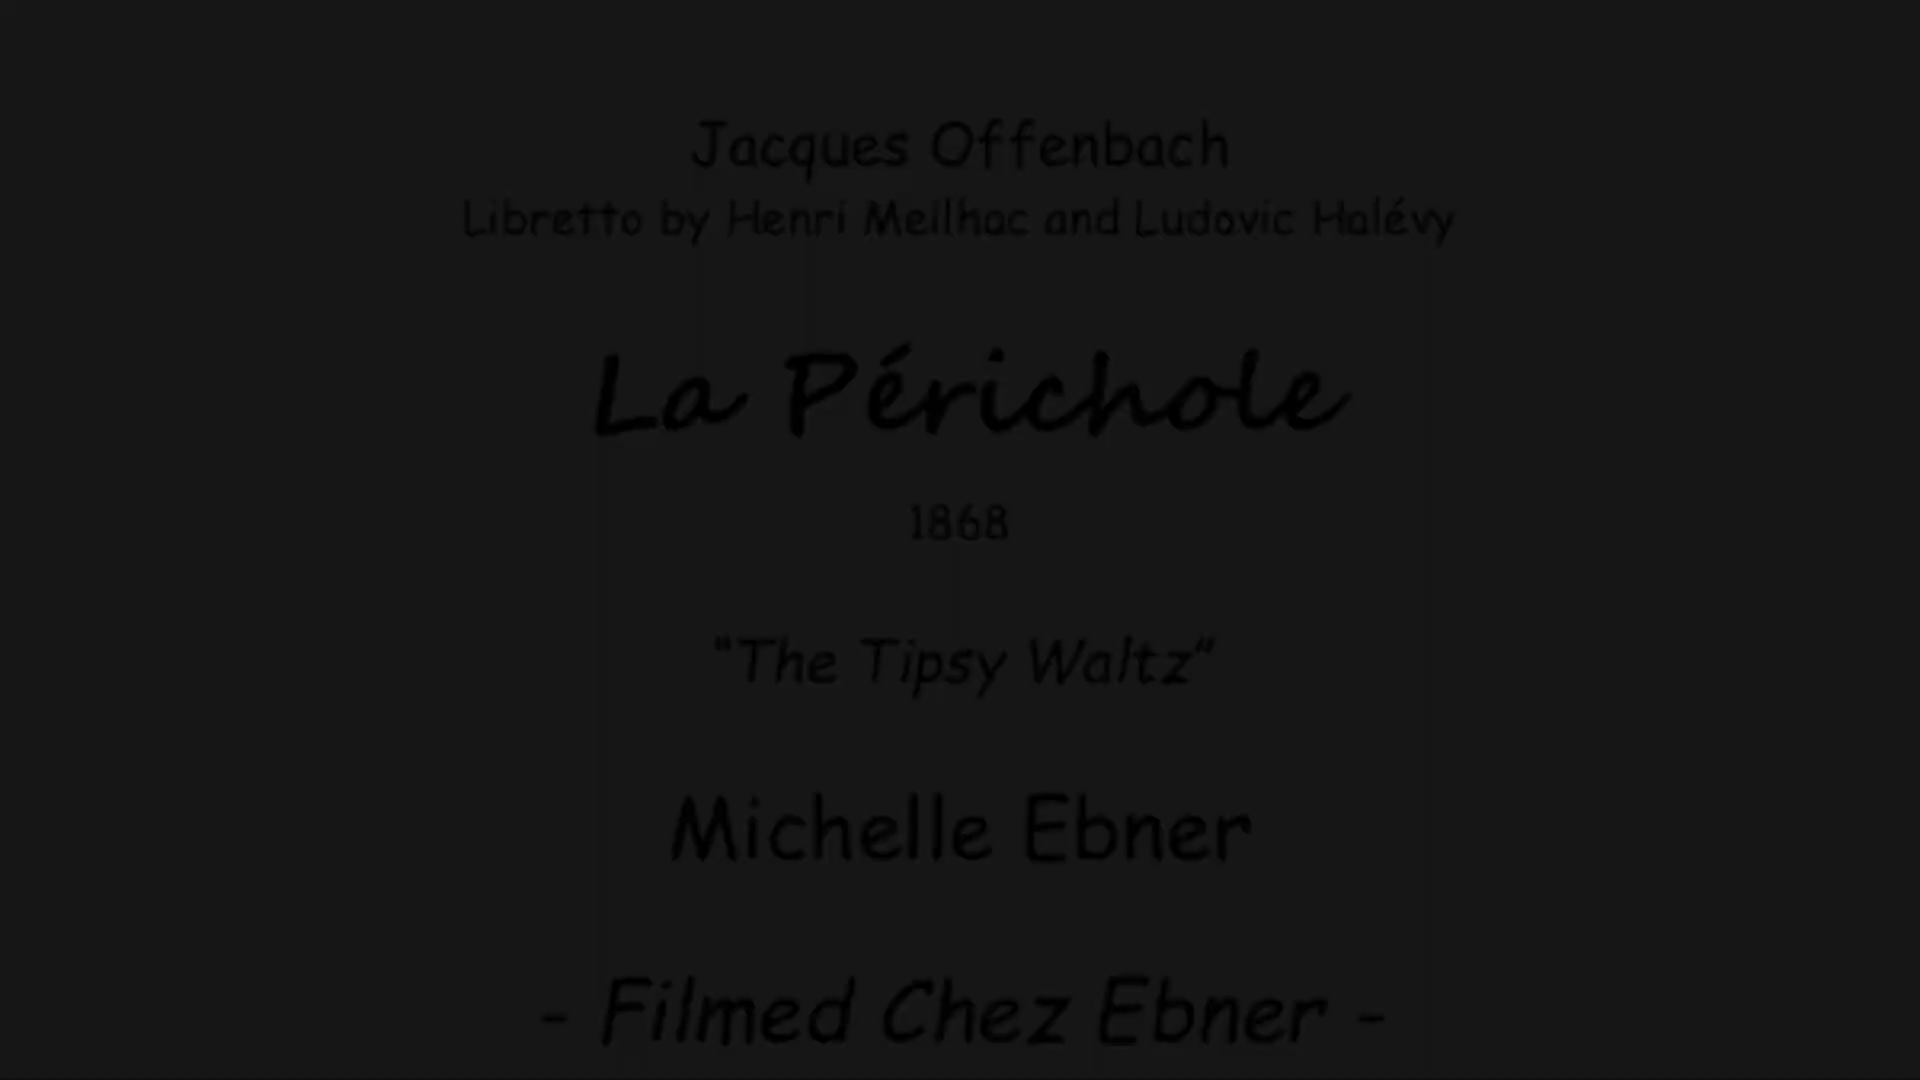 Jacques Offenbach
Libretto by Henri Meilhac and Ludovic Halévy
La Périchole
1868
"The Tipsy Waltz"
Michelle Ebner
- Filmed Chez Ebner -